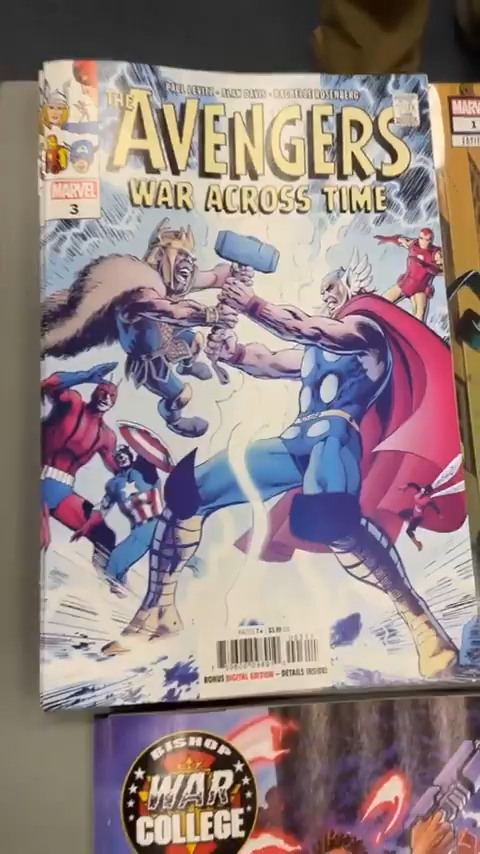 PAUL LEVITZ · ALAN DAVIS · RACHELLE ROSENBERG
THE
AVENGERS
WAR ACROSS TIME
MARVEL
3
MARVEL
1
BONUS DIGITAL EDITION – DETAILS INSIDE!
BISHOP
WAR
COLLEGE